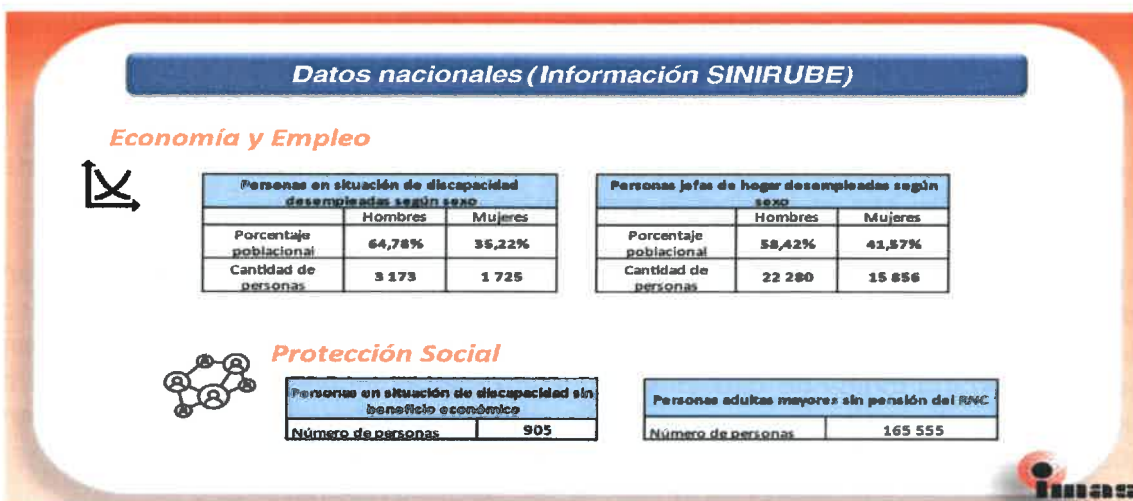 Datos nacionales (Información SINIRUBE)
Economía y Empleo
Personas en situación de discapacidad
desempleadas según sexo
Hombres Mujeres
Porcentaje
poblacional
64,78% 35,22%
Cantidad de
personas
3 173 1 725
Personas jefas de hogar desempleadas según
sexo
Hombres Mujeres
Porcentaje
poblacional
58,42% 41,57%
Cantidad de
personas
22 280 15 856
Protección Social
Personas en situación de discapacidad sin
beneficio económico
Número de personas 905
Personas adultas mayores sin pensión del RNC
Número de personas 165 555
imas